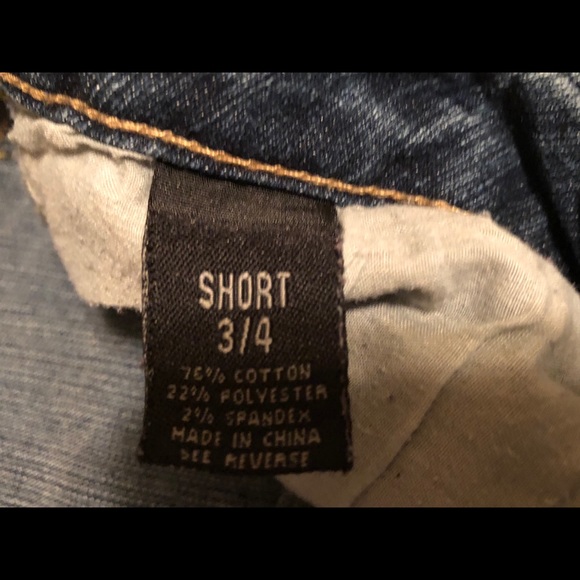 SHORT
3/4
76% COTTON
22% POLYESTER
2% SPANDEX
MADE IN CHINA
SEE REVERSE